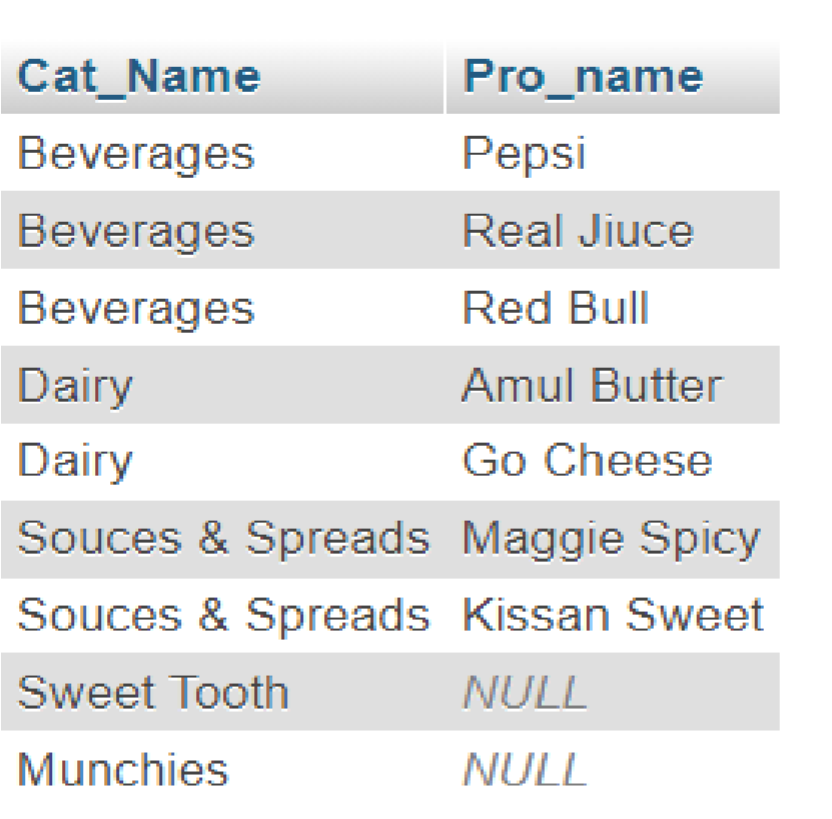 Cat_Name Pro_name
Beverages Pepsi
Beverages Real Jiuce
Beverages Red Bull
Dairy Amul Butter
Dairy Go Cheese
Souces & Spreads Maggie Spicy
Souces & Spreads Kissan Sweet
Sweet Tooth NULL
Munchies NULL